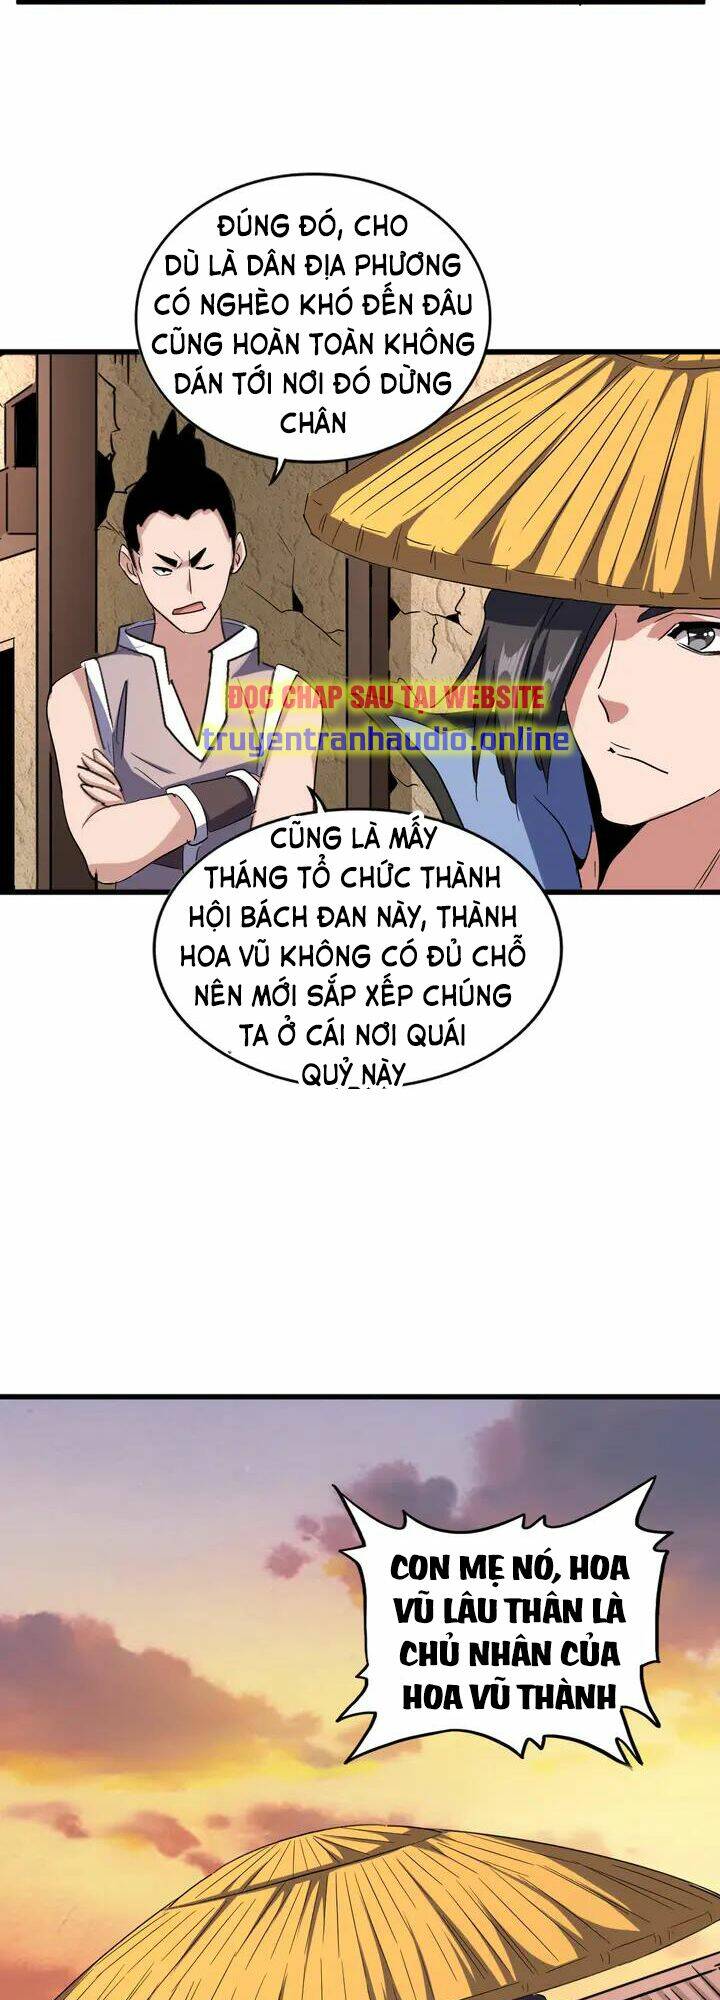 ĐÚNG ĐÓ, CHO
DÙ LÀ DÂN ĐỊA PHƯƠNG
CÓ NGHÈO KHÓ ĐẾN ĐÂU
CŨNG HOÀN TOÀN KHÔNG
DÁN TỚI NƠI ĐÓ DỪNG
CHÂN
ĐỌC CHAP SAU TẠI WEBSITE
truyentranhaudio.online
CŨNG LÀ MẤY
THÁNG TỔ CHỨC THÀNH
HỘI BÁCH ĐAN NÀY, THÀNH
HOA VŨ KHÔNG CÓ ĐỦ CHỖ
NÊN MỚI SẮP XẾP CHÚNG
TA Ở CÁI NƠI QUÁI
QUỶ NÀY
CON MẸ NÓ, HOA
VŨ LÂU THÂN LÀ
CHỦ NHÂN CỦA
HOA VŨ THÀNH